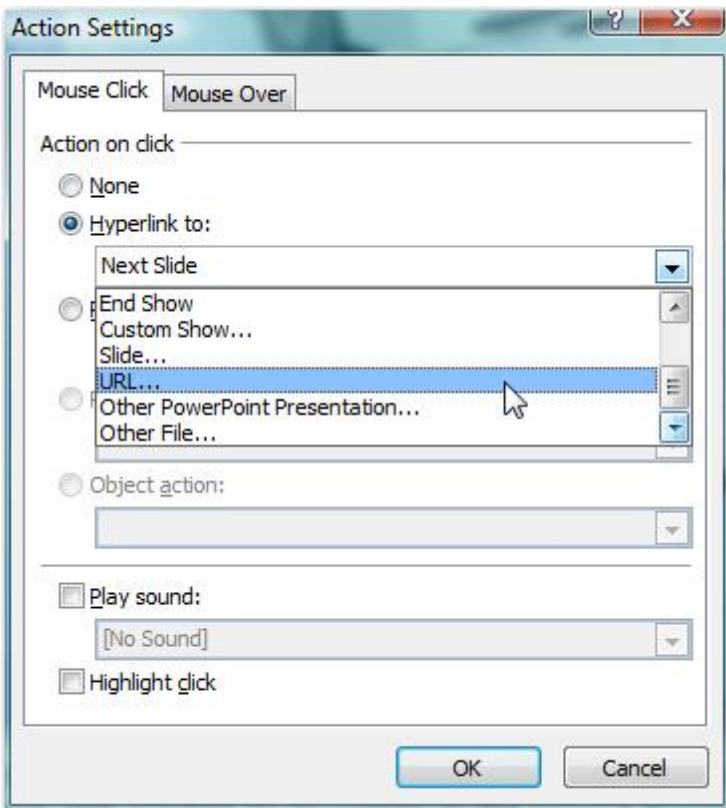 Action Settings
Mouse Click Mouse Over
Action on click
None
Hyperlink to:
Next Slide
End Show
Custom Show...
Slide...
URL...
Other PowerPoint Presentation...
Other File...
Object action:
Play sound:
[No Sound]
Highlight click
OK Cancel